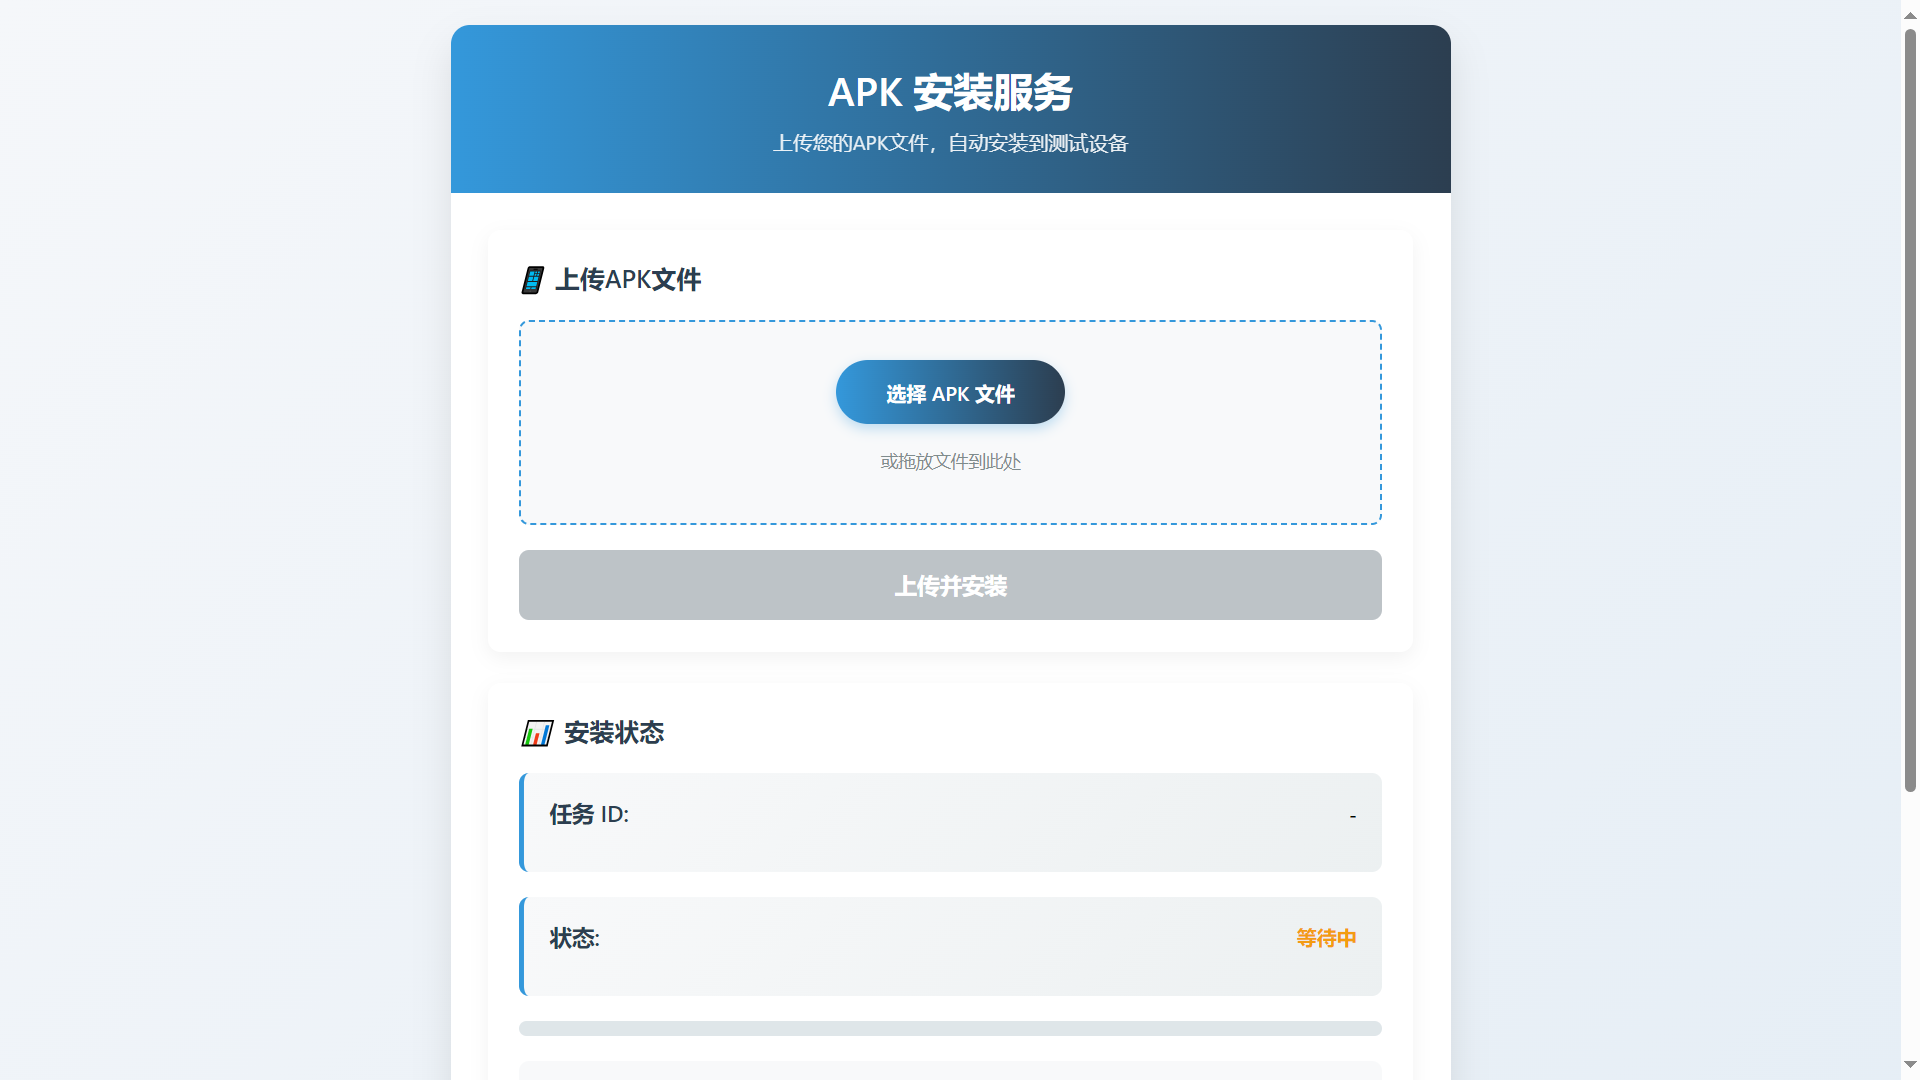 APK 安装服务
上传您的APK文件，自动安装到测试设备
上传APK文件
选择 APK 文件
或拖放文件到此处
上传并安装
安装状态
任务 ID:
-
状态:
等待中